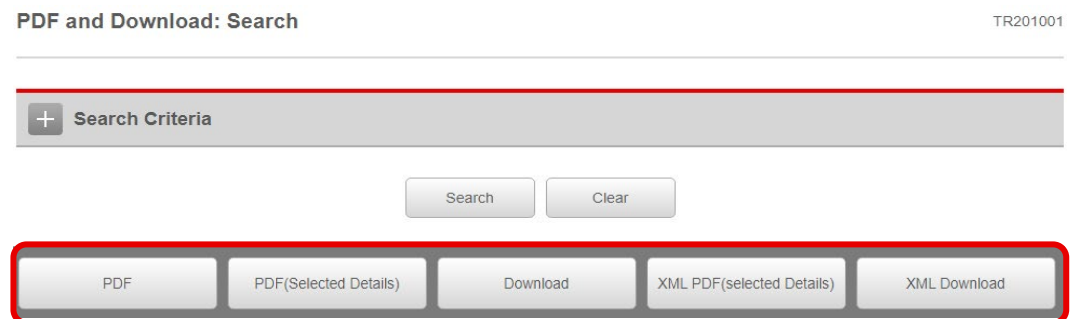 PDF and Download: Search TR201001
Search Criteria
Search Clear
PDF PDF(Selected Details) Download XML PDF(selected Details) XML Download